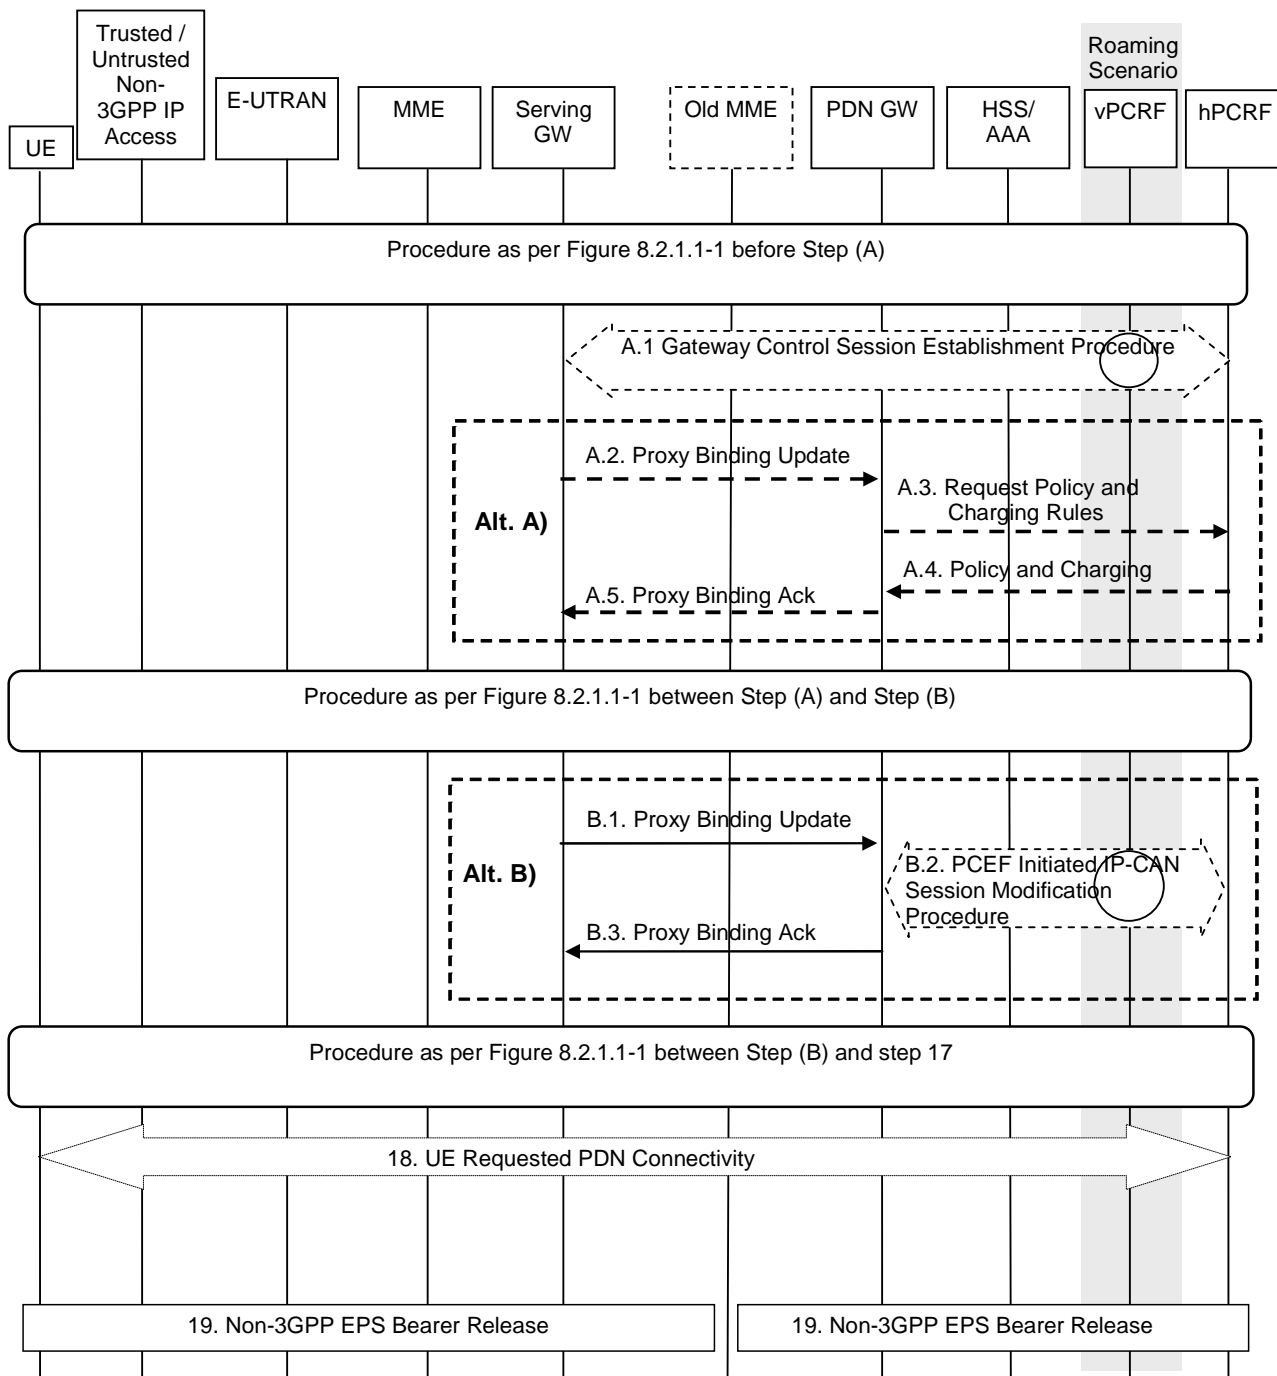 Roaming
Scenario
Trusted /
Untrusted
Non-
3GPP IP
Access
UE
E-UTRAN
MME
Serving
GW
Old MME
PDN GW
HSS/
AAA
vPCRF
hPCRF
Procedure as per Figure 8.2.1.1-1 before Step (A)
A.1 Gateway Control Session Establishment Procedure
Alt. A)
A.2. Proxy Binding Update
A.3. Request Policy and
Charging Rules
A.4. Policy and Charging
A.5. Proxy Binding Ack
Procedure as per Figure 8.2.1.1-1 between Step (A) and Step (B)
Alt. B)
B.1. Proxy Binding Update
B.2. PCEF Initiated IP-CAN
Session Modification
Procedure
B.3. Proxy Binding Ack
Procedure as per Figure 8.2.1.1-1 between Step (B) and step 17
18. UE Requested PDN Connectivity
19. Non-3GPP EPS Bearer Release
19. Non-3GPP EPS Bearer Release